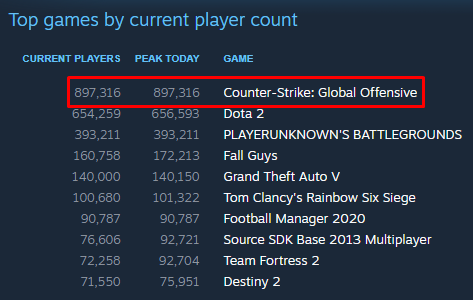 Top games by current player count
CURRENT PLAYERS PEAK TODAY GAME
897,316 897,316 Counter-Strike: Global Offensive
654,259 656,593 Dota 2
393,211 393,211 PLAYERUNKNOWN'S BATTLEGROUNDS
160,758 172,213 Fall Guys
140,000 140,150 Grand Theft Auto V
100,680 101,322 Tom Clancy's Rainbow Six Siege
90,787 90,787 Football Manager 2020
76,606 92,721 Source SDK Base 2013 Multiplayer
72,258 92,704 Team Fortress 2
71,550 75,951 Destiny 2